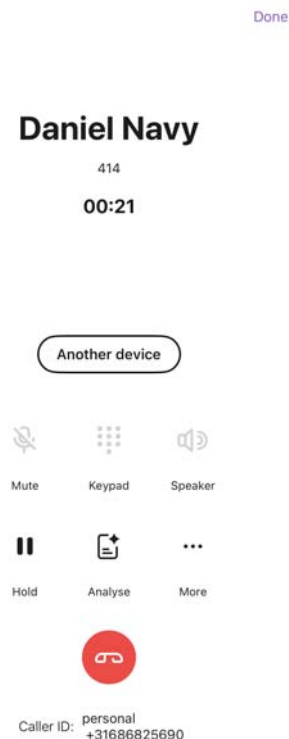 Done
Daniel Navy
414
00:21
Another device
Mute Keypad Speaker
Hold Analyse More
Caller ID: personal
+31686825690